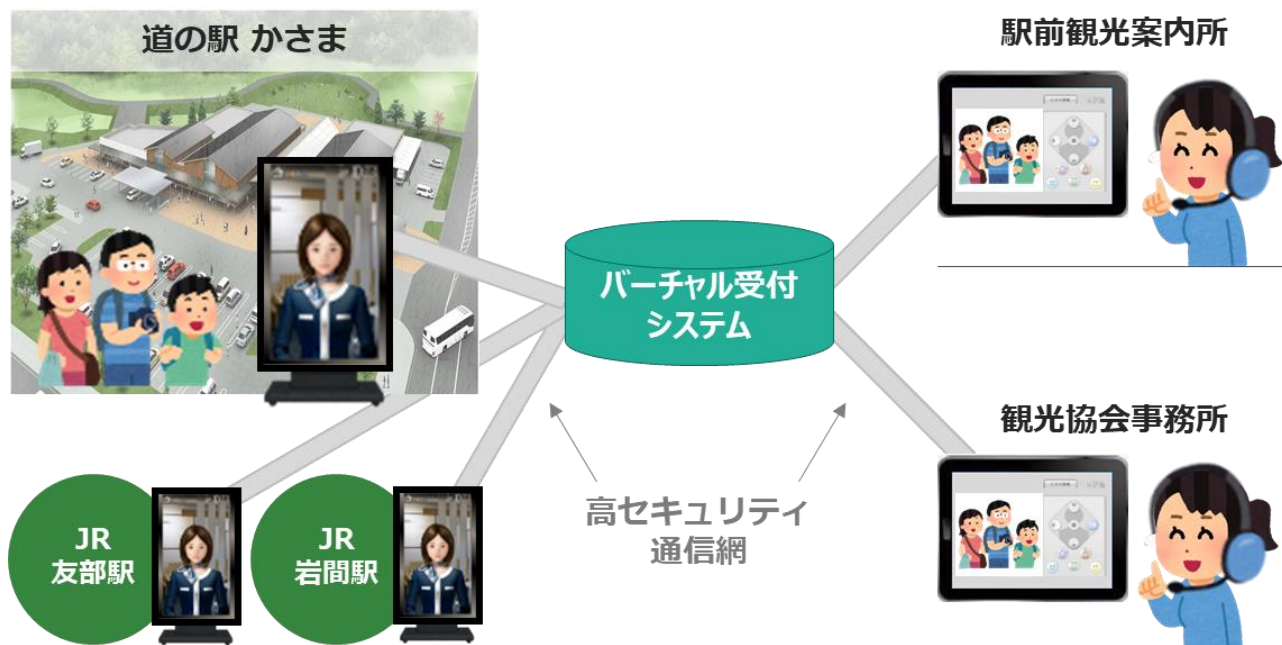 道の駅 かさま
駅前観光案内所
バーチャル受付
システム
観光協会事務所
高セキュリティ
通信網
JR
友部駅
JR
岩間駅